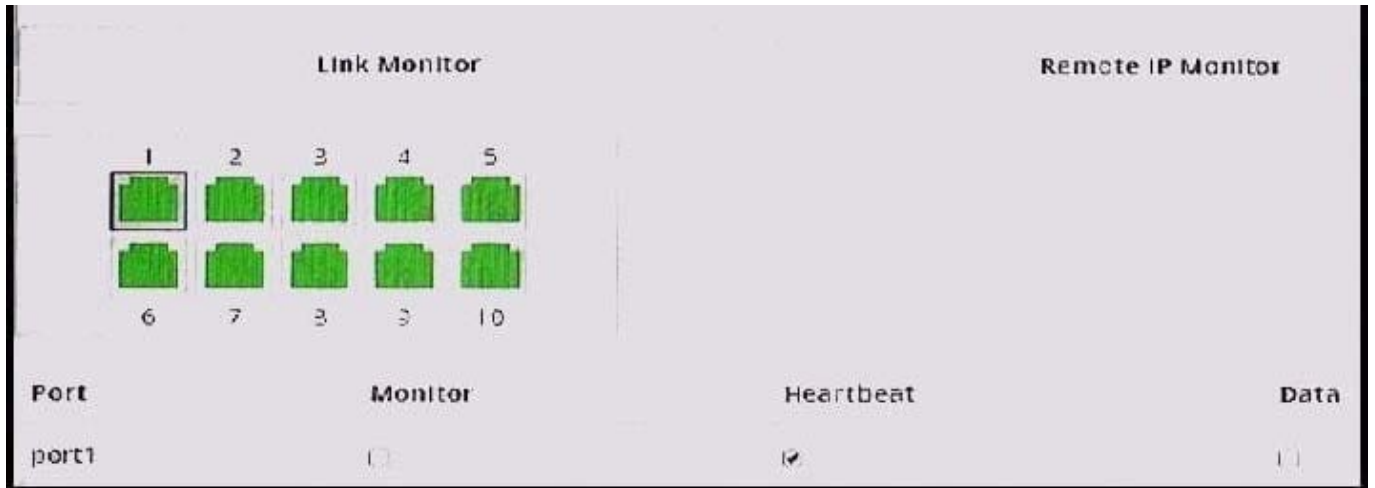 Link Monitor
Remote IP Monitor
1 2 3 4 5
6 7 8 9 10
Port Monitor Heartbeat Data
port1